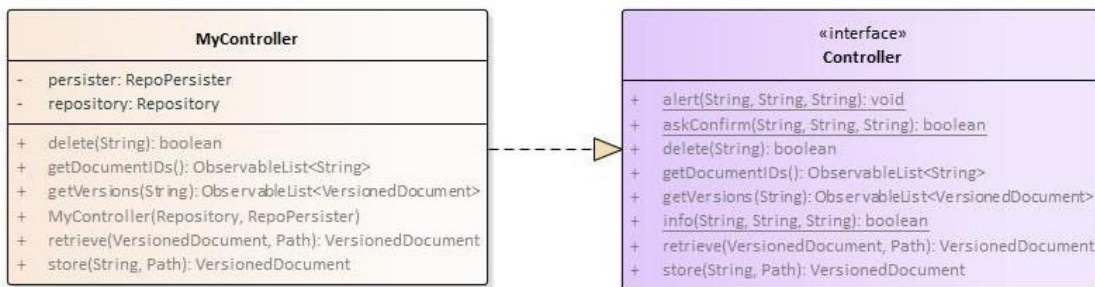 MyController
- persister: RepoPersister
- repository: Repository
+ delete(String): boolean
+ getDocumentIDs(): ObservableList<String>
+ getVersions(String): ObservableList<VersionedDocument>
+ MyController(Repository, RepoPersister)
+ retrieve(VersionedDocument, Path): VersionedDocument
+ store(String, Path): VersionedDocument
«interface»
Controller
+ alert(String, String, String): void
+ askConfirm(String, String, String): boolean
+ delete(String): boolean
+ getDocumentIDs(): ObservableList<String>
+ getVersions(String): ObservableList<VersionedDocument>
+ info(String, String, String): boolean
+ retrieve(VersionedDocument, Path): VersionedDocument
+ store(String, Path): VersionedDocument